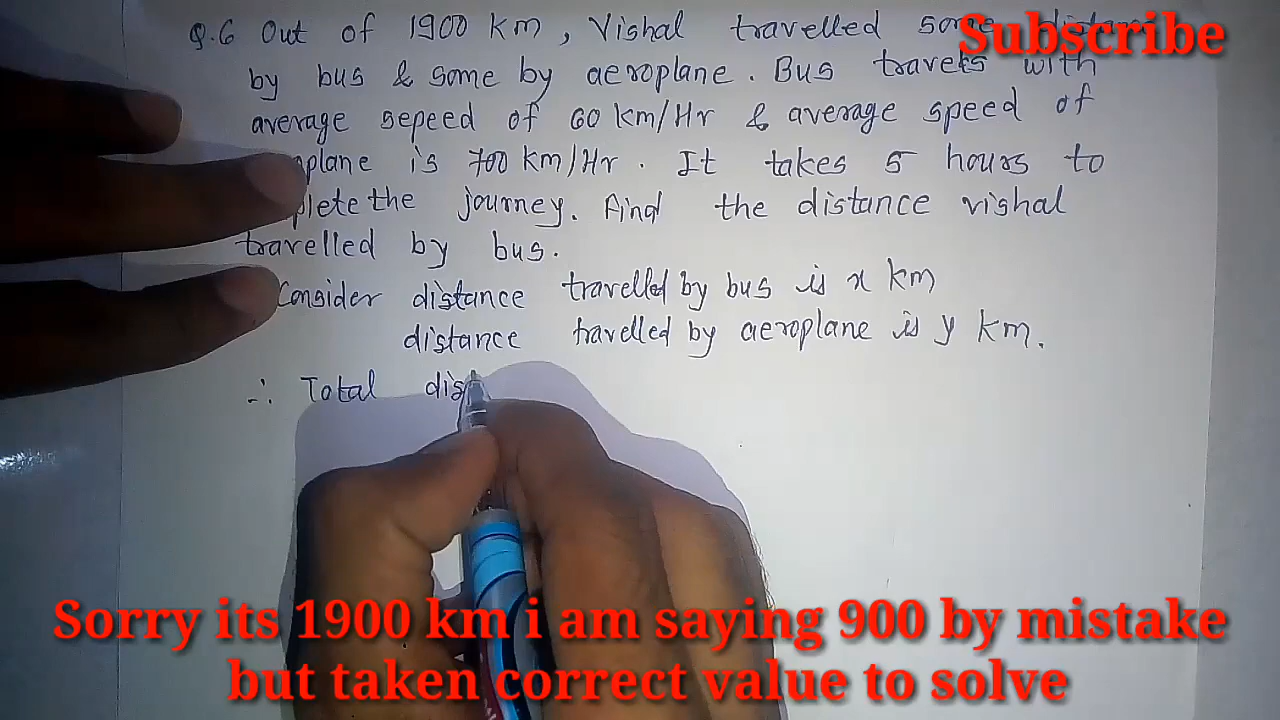 Q.6 Out of 1900 km, Vishal travelled some
Subscribe
by bus & some by aeroplane. Bus travels with
average sepeed of 60 km/Hr & average speed of
plane is 700 km/Hr. It takes 5 hours to
plete the journey. Find the distance vishal
travelled by bus.
Consider distance travelled by bus is x km
distance travelled by aeroplane is y km.
∴ Total dis
Sorry its 1900 km i am saying 900 by mistake
but taken correct value to solve